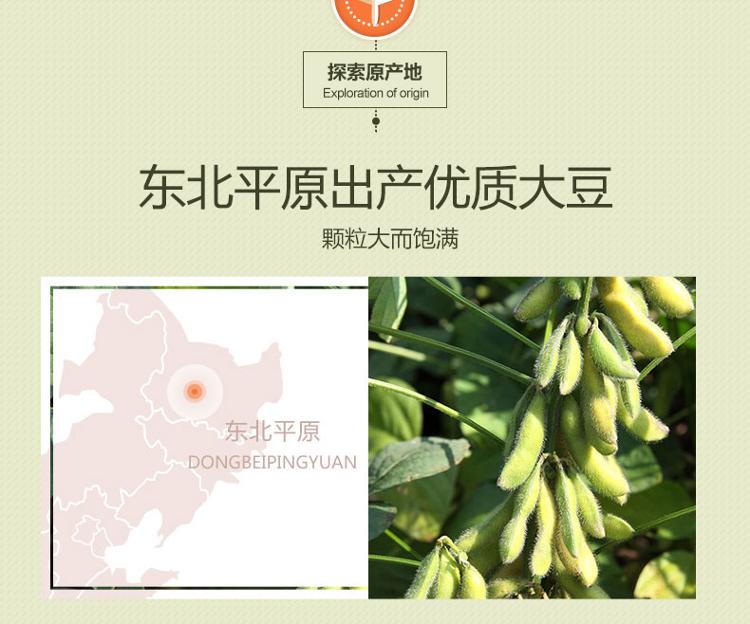 探索原产地
Exploration of origin
东北平原出产优质大豆
颗粒大而饱满
东北平原
DONGBEIPINGYUAN